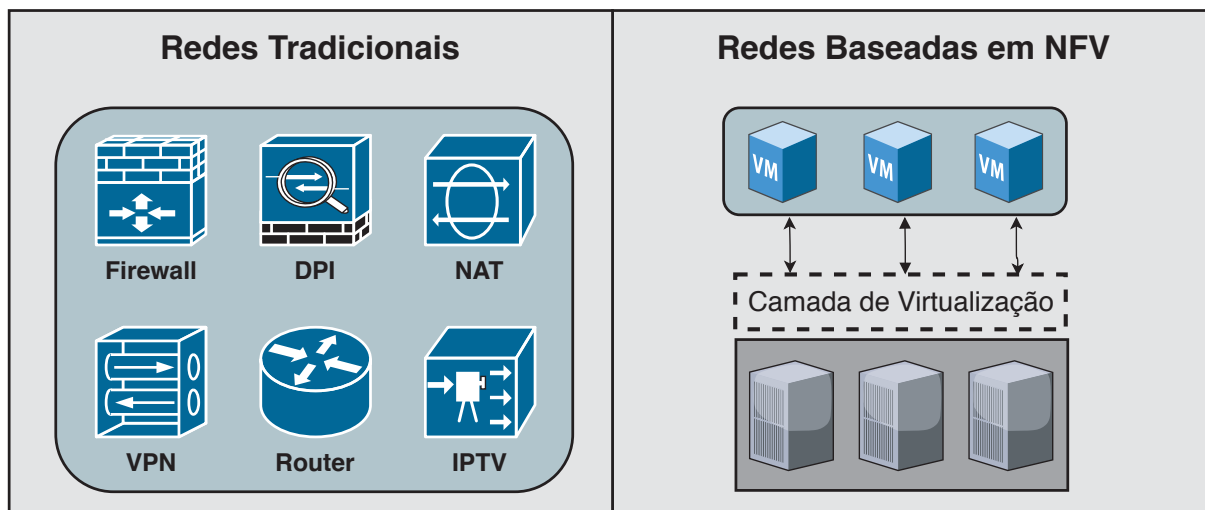 Redes Tradicionais
Firewall
DPI
NAT
VPN
Router
IPTV
Redes Baseadas em NFV
VM
VM
VM
Camada de Virtualização